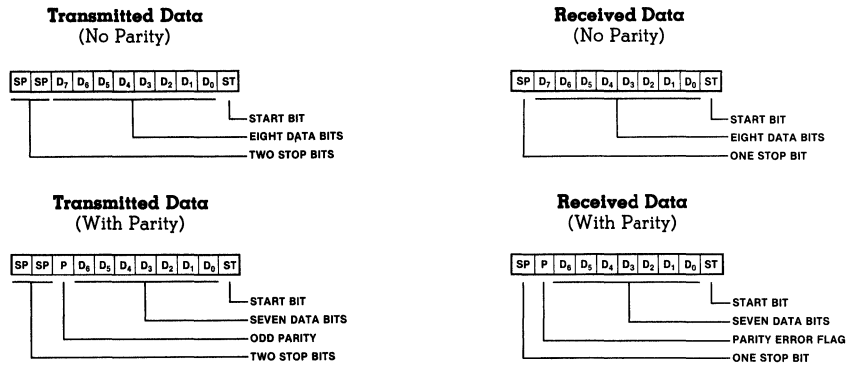 Transmitted Data
(No Parity)
SP SP D₇ D₆ D₅ D₄ D₃ D₂ D₁ D₀ ST
START BIT
EIGHT DATA BITS
TWO STOP BITS
Received Data
(No Parity)
SP D₇ D₆ D₅ D₄ D₃ D₂ D₁ D₀ ST
START BIT
EIGHT DATA BITS
ONE STOP BIT
Transmitted Data
(With Parity)
SP SP P D₆ D₅ D₄ D₃ D₂ D₁ D₀ ST
START BIT
SEVEN DATA BITS
ODD PARITY
TWO STOP BITS
Received Data
(With Parity)
SP P D₆ D₅ D₄ D₃ D₂ D₁ D₀ ST
START BIT
SEVEN DATA BITS
PARITY ERROR FLAG
ONE STOP BIT